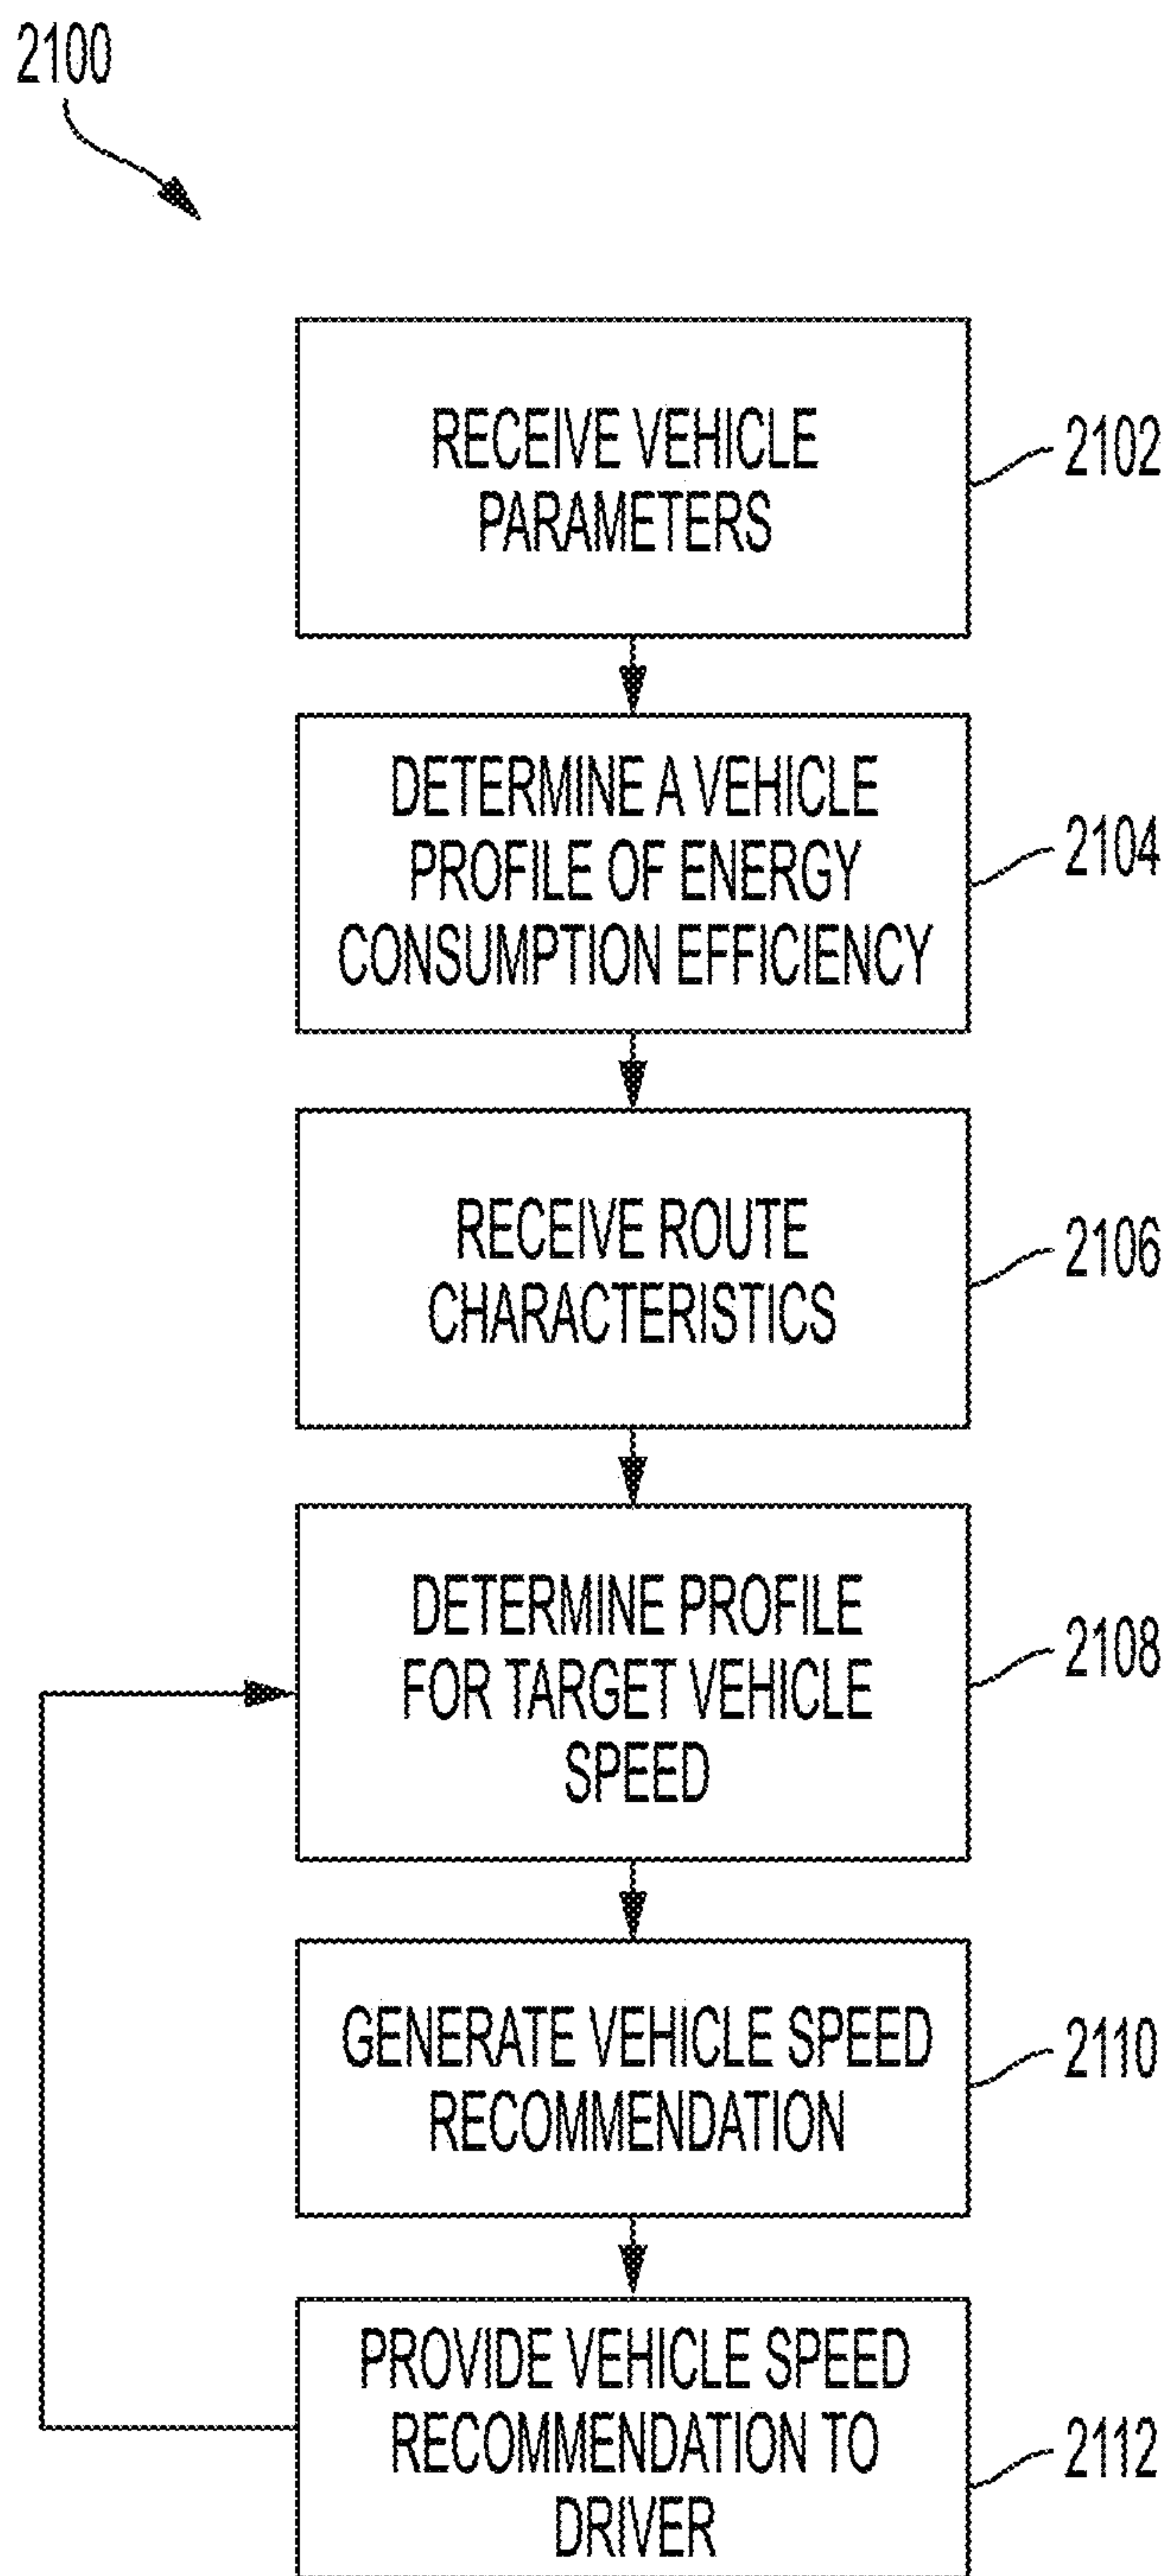 2100
RECEIVE VEHICLE
PARAMETERS
2102
DETERMINE A VEHICLE
PROFILE OF ENERGY
CONSUMPTION EFFICIENCY
2104
RECEIVE ROUTE
CHARACTERISTICS
2106
DETERMINE PROFILE
FOR TARGET VEHICLE
SPEED
2108
GENERATE VEHICLE SPEED
RECOMMENDATION
2110
PROVIDE VEHICLE SPEED
RECOMMENDATION TO
DRIVER
2112